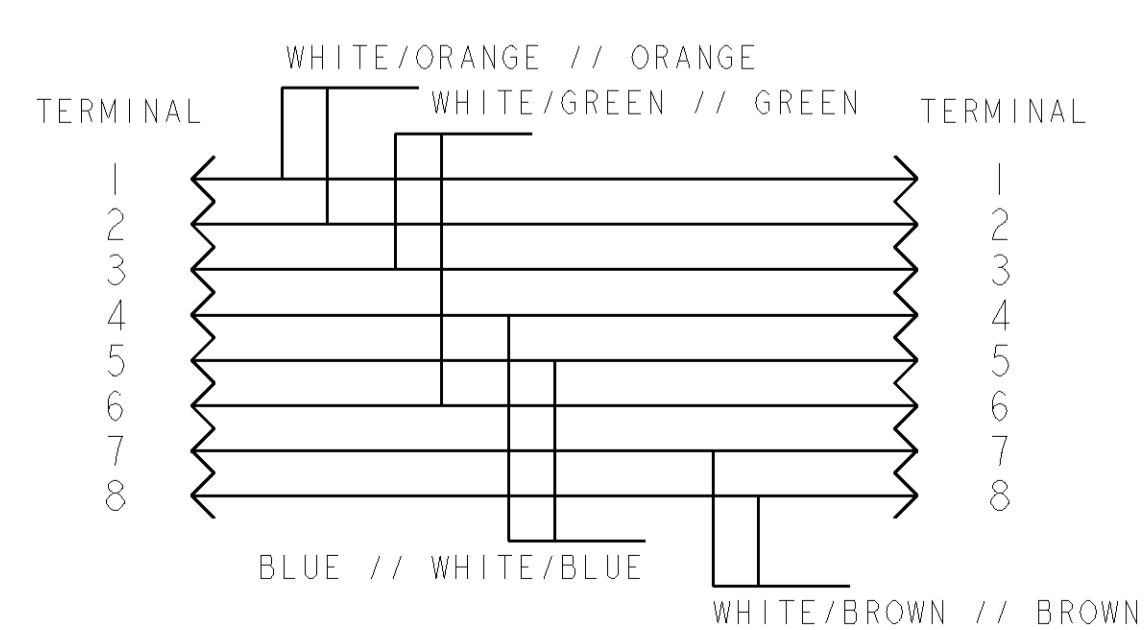 WHITE/ORANGE // ORANGE
TERMINAL WHITE/GREEN // GREEN TERMINAL
1 1
2 2
3 3
4 4
5 5
6 6
7 7
8 8
BLUE // WHITE/BLUE
WHITE/BROWN // BROWN